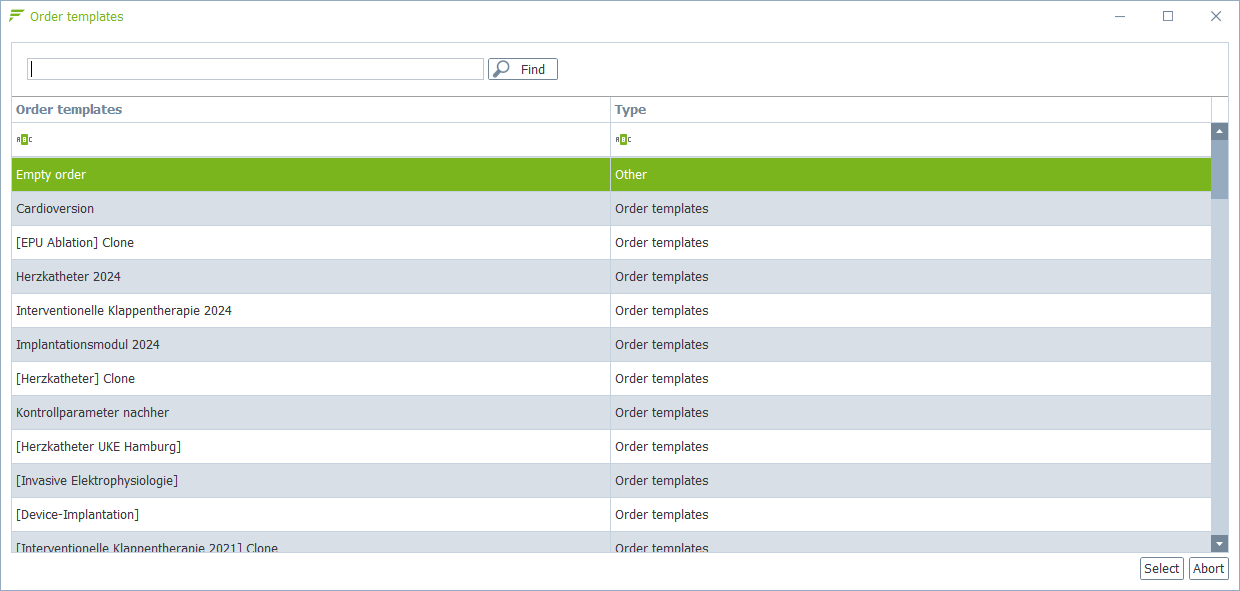 Order templates
Find
Order templates Type
ABC ABC
Empty order Other
Cardioversion Order templates
[EPU Ablation] Clone Order templates
Herzkatheter 2024 Order templates
Interventionelle Klappentherapie 2024 Order templates
Implantationsmodul 2024 Order templates
[Herzkatheter] Clone Order templates
Kontrollparameter nachher Order templates
[Herzkatheter UKE Hamburg] Order templates
[Invasive Elektrophysiologie] Order templates
[Device-Implantation] Order templates
[Interventionelle Klappentherapie 2021] Clone Order templates
Select Abort